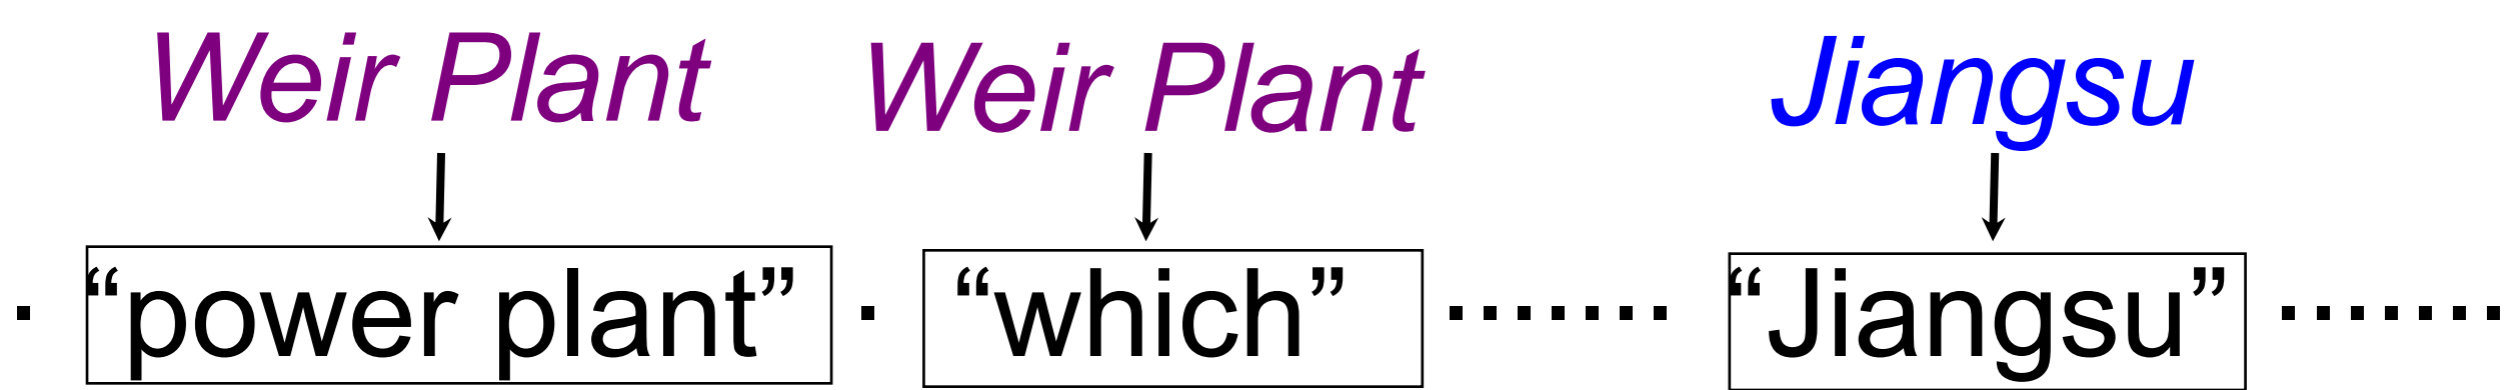 Weir Plant Weir Plant Jiangsu
. “power plant” . “which” ....... “Jiangsu” .......